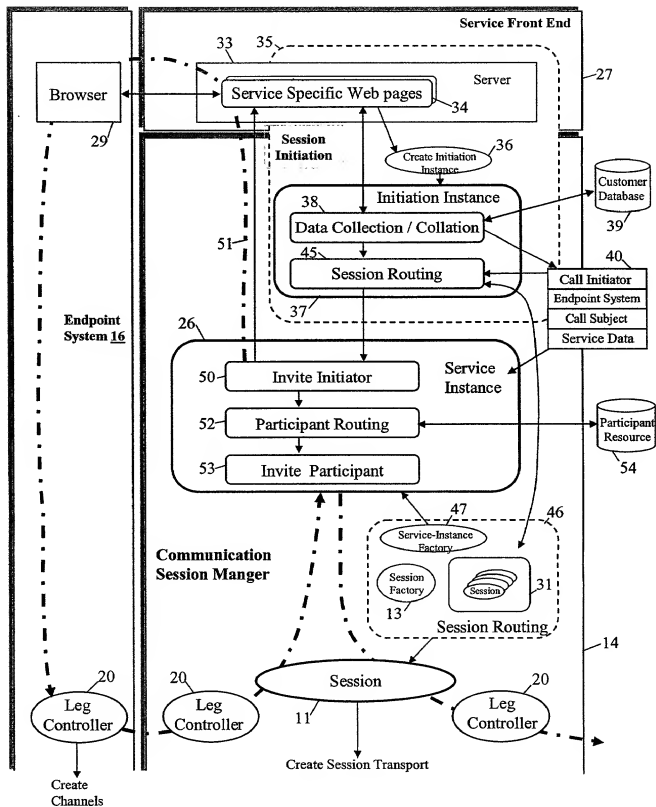 Service Front End
35
33
27
Server
Browser
Service Specific Web pages
34
29
Session
Initiation
36
Create Initiation
Instance
Initiation Instance
Customer
Database
39
38
Data Collection / Collation
51
45
Session Routing
37
40
Call Initiator
Endpoint System
Call Subject
Service Data
Endpoint
System 16
26
Service
Instance
50
Invite Initiator
52
Participant Routing
53
Invite Participant
Participant
Resource
54
47
46
Service-Instance
Factory
Communication
Session Manger
Session
Factory
13
Session
31
Session Routing
14
20
Leg
Controller
20
Leg
Controller
Session
11
20
Leg
Controller
Create Session Transport
Create
Channels